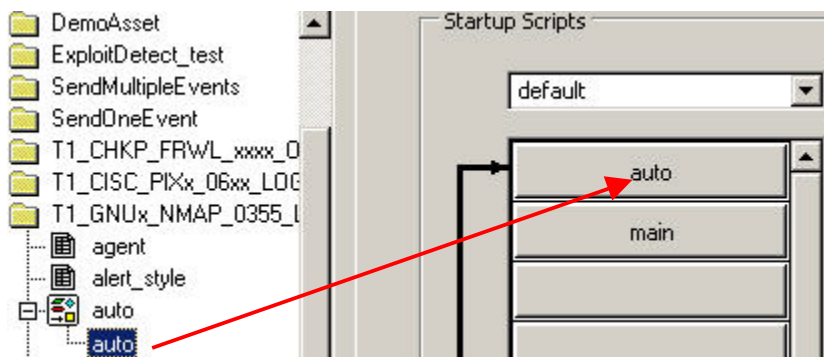 DemoAsset
ExploitDetect_test
SendMultipleEvents
SendOneEvent
T1_CHKP_FRWL_xxxx_0
T1_CISC_PIXx_06xx_LOG
T1_GNUx_NMAP_0355_L
agent
alert_style
auto
auto
Startup Scripts
default
auto
main